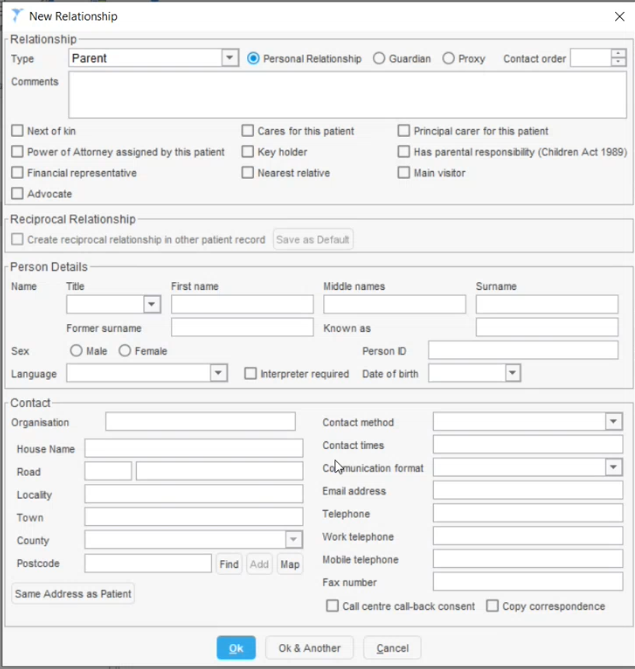 New Relationship
Relationship
Type Parent Personal Relationship Guardian Proxy Contact order
Comments
Next of kin Cares for this patient Principal carer for this patient
Power of Attorney assigned by this patient Key holder Has parental responsibility (Children Act 1989)
Financial representative Nearest relative Main visitor
Advocate
Reciprocal Relationship
Create reciprocal relationship in other patient record Save as Default
Person Details
Name Title First name Middle names Surname
Former surname Known as
Sex Male Female Person ID
Language Interpreter required Date of birth
Contact
Organisation Contact method
House Name Contact times
Road Communication format
Locality Email address
Town Telephone
County Work telephone
Postcode Find Add Map Mobile telephone
Fax number
Same Address as Patient
Call centre call-back consent Copy correspondence
Ok Ok & Another Cancel